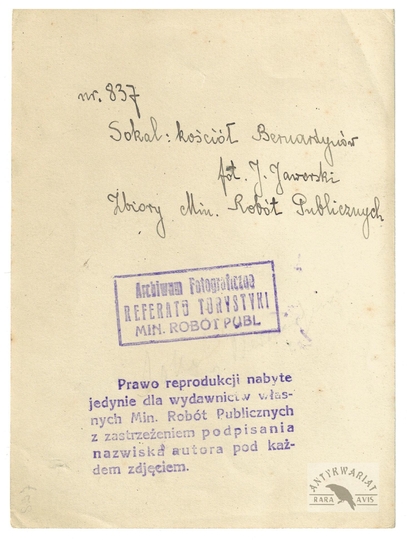 nr. 837
Sokal: kościół Bernardynów
fot. J. Jaworski
Zbiory Min. Robót Publicznych
Archiwum Fotograficzne
REFERATU TURYSTYKI
MIN. ROBÓT PUBL.
Prawo reprodukcji nabyte
jedynie dla wydawnictw włas-
nych Min. Robót Publicznych
z zastrzeżeniem podpisania
nazwiska autora pod każ-
dem zdjęciem.
ANTYKWARIAT
RARA AVIS